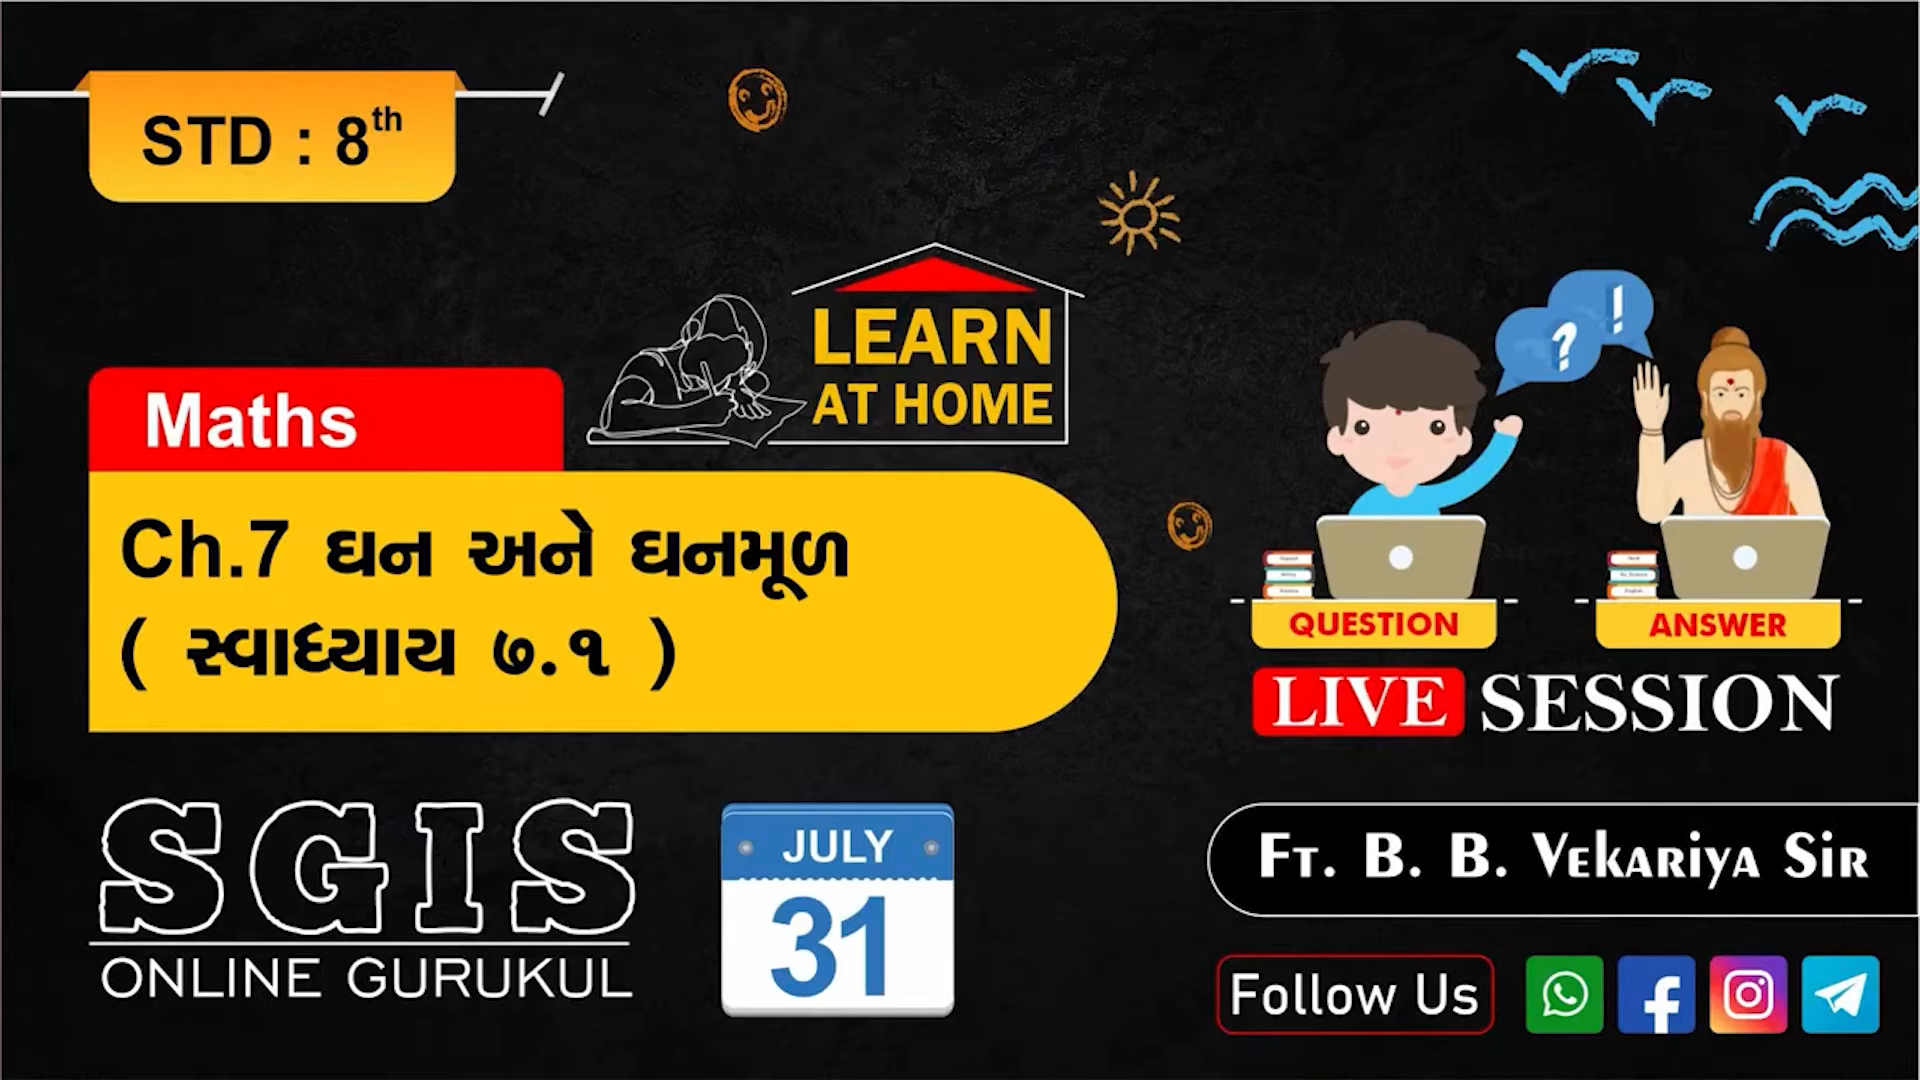 STD : 8th
LEARN
AT HOME
Maths
Ch.7 ઘન અને ઘનમૂળ
( સ્વાધ્યાય ૭.૧ )
? !
QUESTION
ANSWER
LIVE SESSION
SGIS
ONLINE GURUKUL
JULY
31
FT. B. B. VEKARIYA SIR
Follow Us